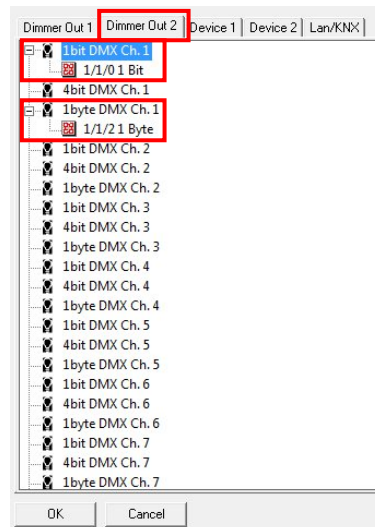 Dimmer Out 1 Dimmer Out 2 Device 1 Device 2 Lan/KNX
1bit DMX Ch. 1
1/1/0 1 Bit
4bit DMX Ch. 1
1byte DMX Ch. 1
1/1/2 1 Byte
1bit DMX Ch. 2
4bit DMX Ch. 2
1byte DMX Ch. 2
1bit DMX Ch. 3
4bit DMX Ch. 3
1byte DMX Ch. 3
1bit DMX Ch. 4
4bit DMX Ch. 4
1byte DMX Ch. 4
1bit DMX Ch. 5
4bit DMX Ch. 5
1byte DMX Ch. 5
1bit DMX Ch. 6
4bit DMX Ch. 6
1byte DMX Ch. 6
1bit DMX Ch. 7
4bit DMX Ch. 7
1byte DMX Ch. 7
OK Cancel